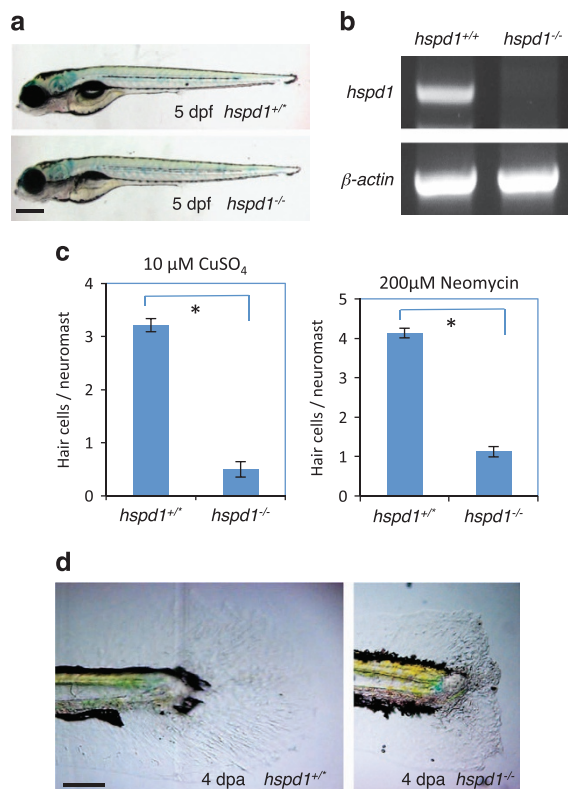 a
5 dpf hspd1+/*
5 dpf hspd1-/-
b
hspd1+/+ hspd1-/-
hspd1
β-actin
c
10 µM CuSO4
Hair cells / neuromast
4
3
2
1
0
*
hspd1+/* hspd1-/-
200µM Neomycin
Hair cells / neuromast
5
4
3
2
1
0
*
hspd1+/* hspd1-/-
d
4 dpa hspd1+/*
4 dpa hspd1-/-